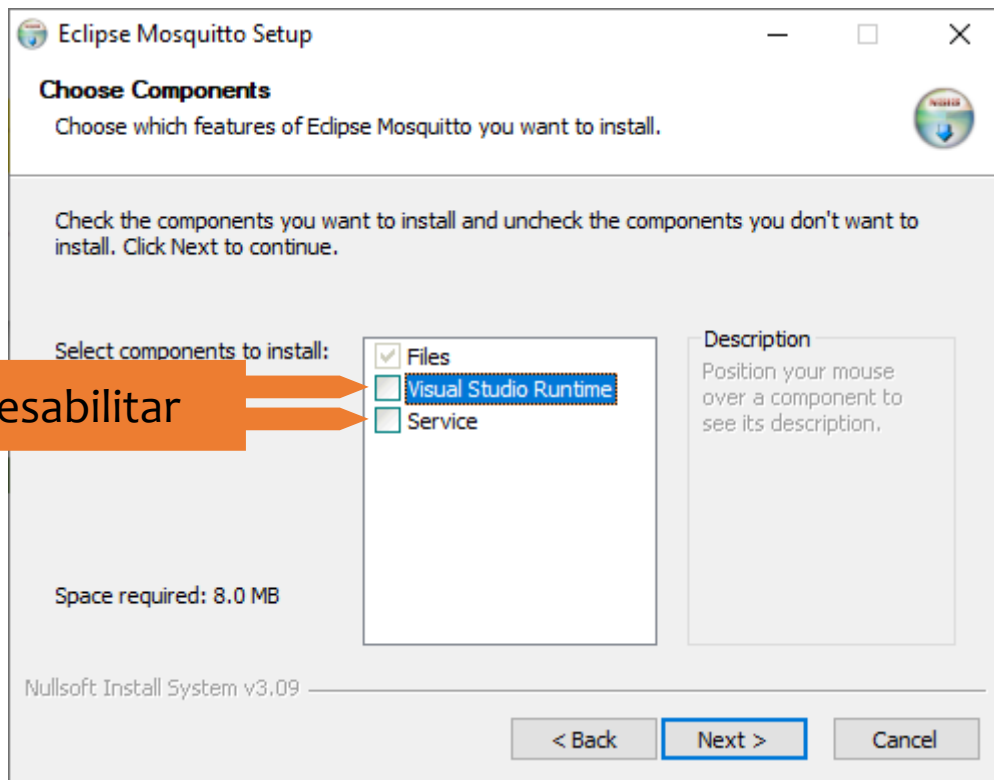 Eclipse Mosquitto Setup
Choose Components
Choose which features of Eclipse Mosquitto you want to install.
Check the components you want to install and uncheck the components you don't want to
install. Click Next to continue.
Select components to install:
Files
Visual Studio Runtime
Service
esabilitar
Description
Position your mouse
over a component to
see its description.
Space required: 8.0 MB
Nullsoft Install System v3.09
< Back
Next >
Cancel